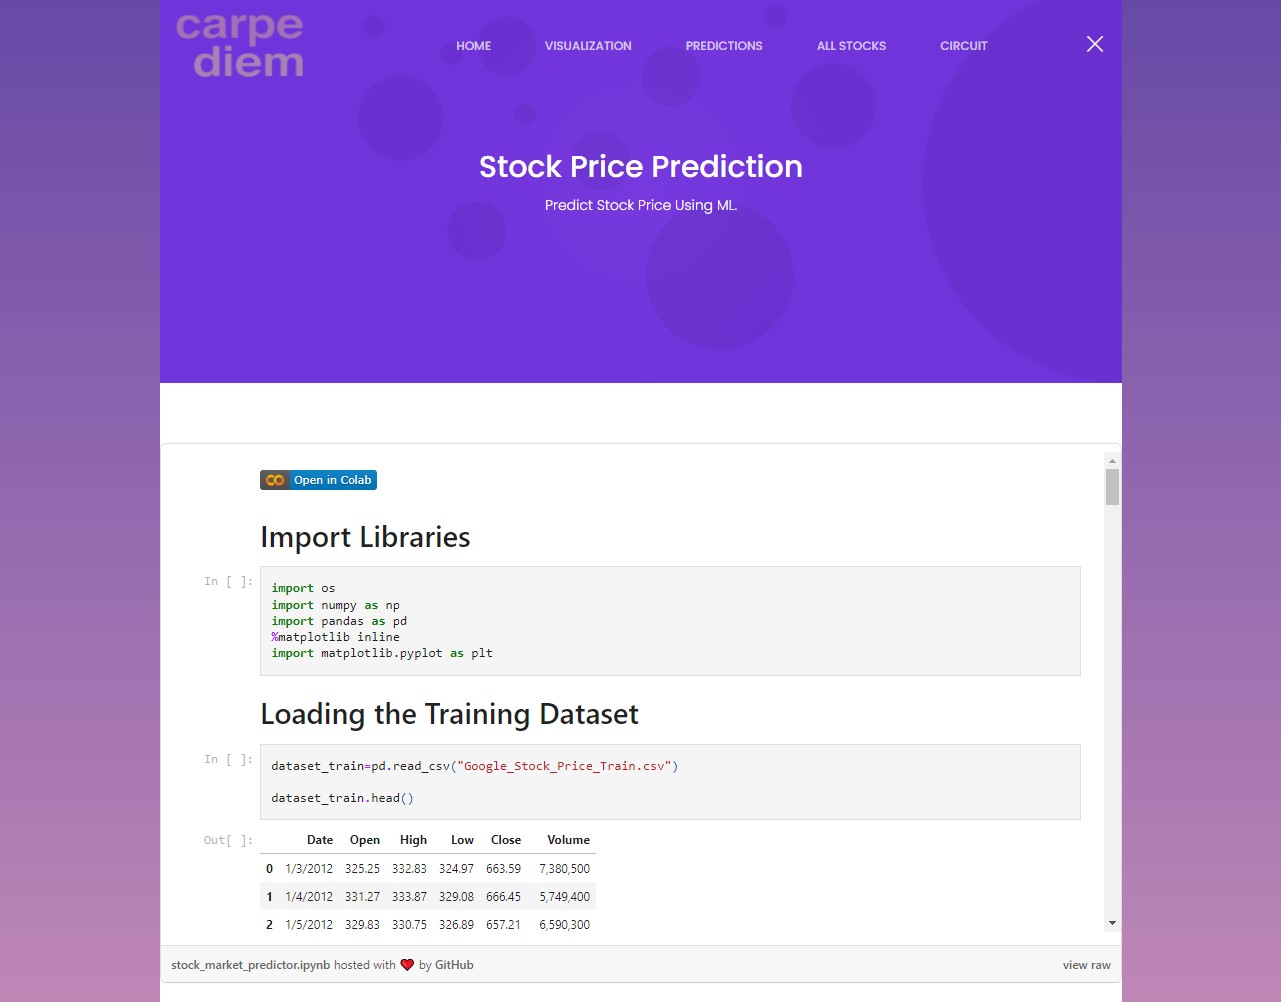 carpe
diem
HOME VISUALIZATION PREDICTIONS ALL STOCKS CIRCUIT
Stock Price Prediction
Predict Stock Price Using ML.
Open in Colab
Import Libraries
In [ ]:
import os
import numpy as np
import pandas as pd
%matplotlib inline
import matplotlib.pyplot as plt
Loading the Training Dataset
In [ ]:
dataset_train=pd.read_csv("Google_Stock_Price_Train.csv")
dataset_train.head()
Out[ ]:
Date Open High Low Close Volume
0 1/3/2012 325.25 332.83 324.97 663.59 7,380,500
1 1/4/2012 331.27 333.87 329.08 666.45 5,749,400
2 1/5/2012 329.83 330.75 326.89 657.21 6,590,300
stock_market_predictor.ipynb hosted with ❤ by GitHub view raw